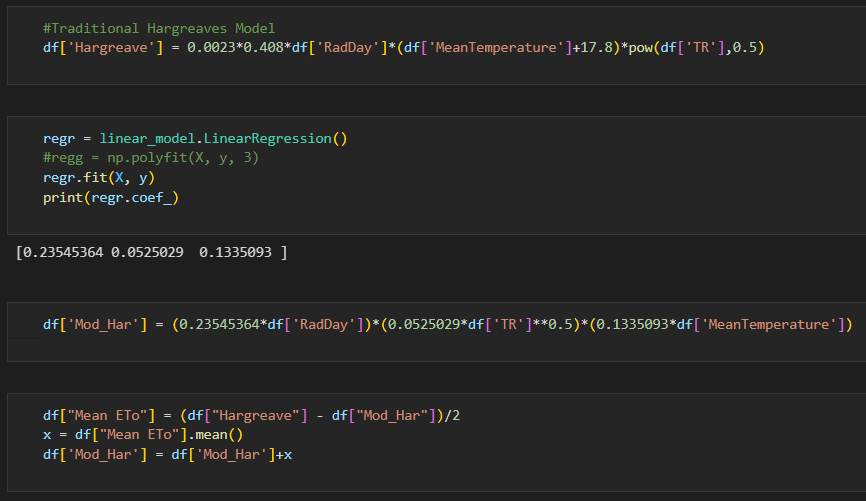 #Traditional Hargreaves Model
df['Hargreave'] = 0.0023*0.408*df['RadDay']*(df['MeanTemperature']+17.8)*pow(df['TR'],0.5)
regr = linear_model.LinearRegression()
#regg = np.polyfit(X, y, 3)
regr.fit(X, y)
print(regr.coef_)
[0.23545364 0.0525029  0.1335093 ]
df['Mod_Har'] = (0.23545364*df['RadDay'])*(0.0525029*df['TR']**0.5)*(0.1335093*df['MeanTemperature'])
df["Mean ETo"] = (df["Hargreave"] - df["Mod_Har"])/2
x = df["Mean ETo"].mean()
df['Mod_Har'] = df['Mod_Har']+x